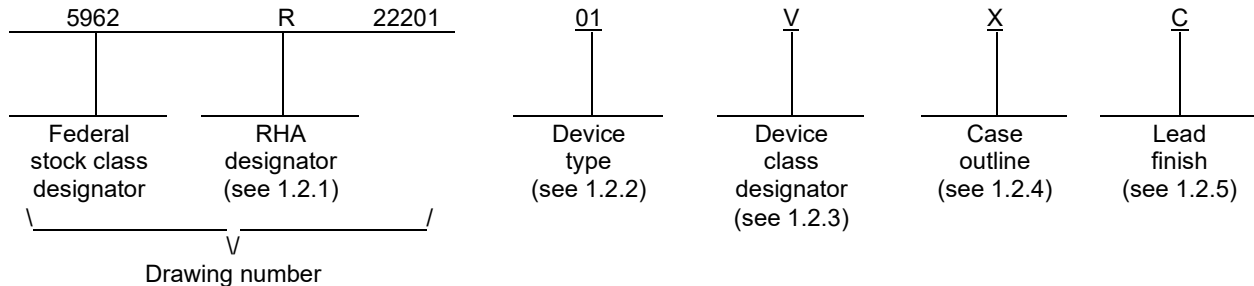 5962 R 22201 01 V X C
Federal stock class designator
RHA designator (see 1.2.1)
Device type (see 1.2.2)
Device class designator (see 1.2.3)
Case outline (see 1.2.4)
Lead finish (see 1.2.5)
\ /
\/
Drawing number